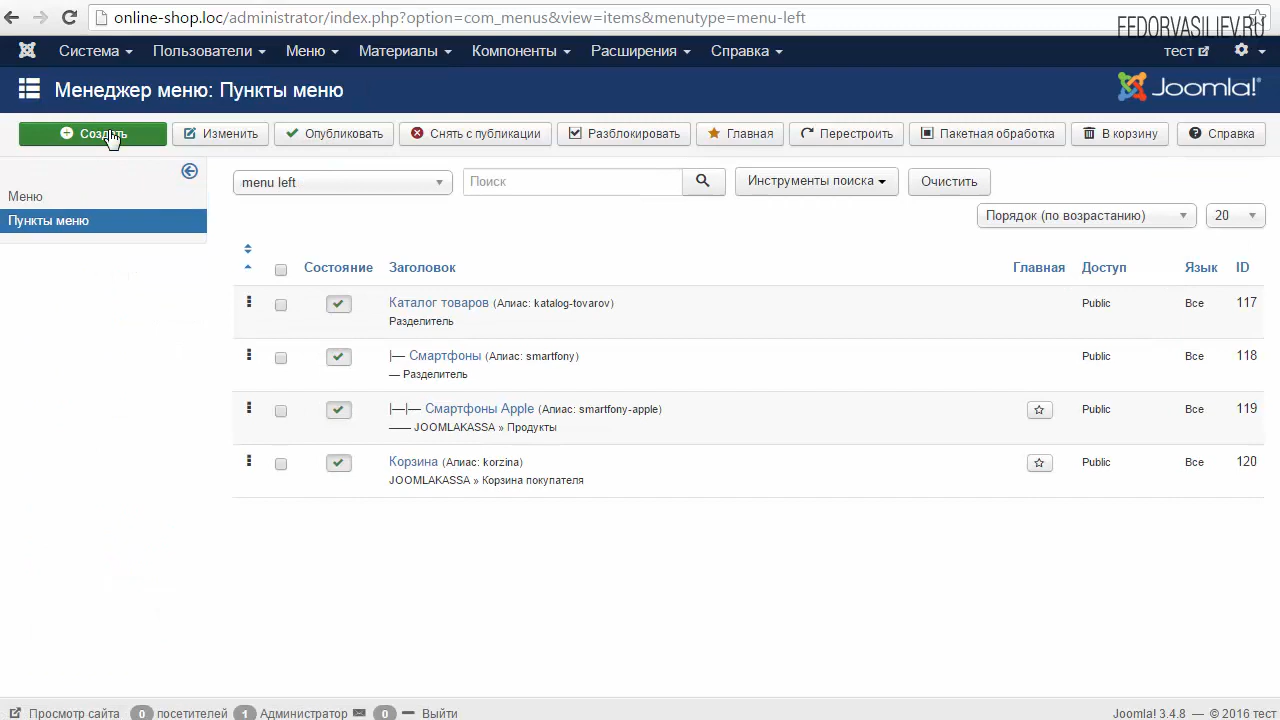 online-shop.loc/administrator/index.php?option=com_menus&view=items&menutype=menu-left
FEDORVASILIEV.RU
Система Пользователи Меню Материалы Компоненты Расширения Справка тест
Менеджер меню: Пункты меню
Joomla!
Создать Изменить Опубликовать Снять с публикации Разблокировать Главная Перестроить Пакетная обработка В корзину Справка
menu left Поиск Инструменты поиска Очистить
Меню
Порядок (по возрастанию) 20
Пункты меню
Состояние Заголовок Главная Доступ Язык ID
Каталог товаров (Алиас: katalog-tovarov) Public Все 117
Разделитель
|— Смартфоны (Алиас: smartfony) Public Все 118
— Разделитель
|—|— Смартфоны Apple (Алиас: smartfony-apple) Public Все 119
—— JOOMLAKASSA » Продукты
Корзина (Алиас: korzina) Public Все 120
JOOMLAKASSA » Корзина покупателя
Просмотр сайта 0 посетителей 1 Администратор 0 Выйти Joomla! 3.4.8 — © 2016 тест